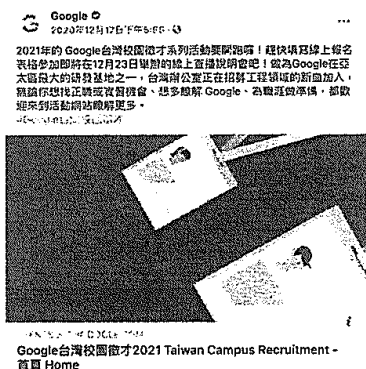 Google
2020年12月17日下午5:00
2021年的 Google台灣校園徵才系列活動要開跑囉！趕快填寫線上報名
表格參加即將在12月23日舉辦的線上直播說明會吧！做為Google在亞
太區最大的研發基地之一，台灣辦公室正在招募工程領域的新血加入，
無論你想找正職或實習機會、想多瞭解 Google、為職涯做準備，都歡
迎來到活動網站瞭解更多。
Google台灣校園徵才2021 Taiwan Campus Recruitment -
首頁 Home